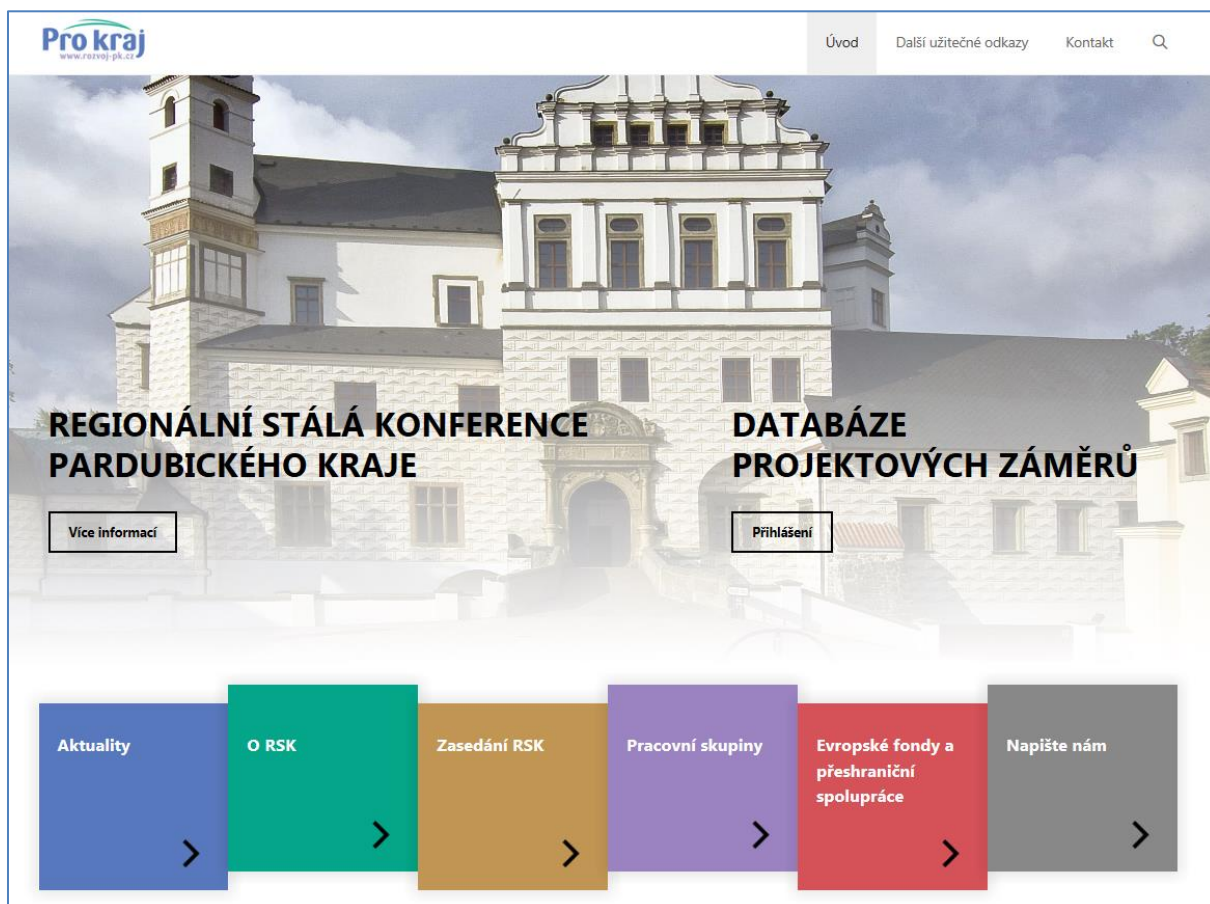 Pro kraj
www.rozvoj-pk.cz
Úvod
Další užitečné odkazy
Kontakt
REGIONÁLNÍ STÁLÁ KONFERENCE
PARDUBICKÉHO KRAJE
Více informací
DATABÁZE
PROJEKTOVÝCH ZÁMĚRŮ
Přihlášení
Aktuality
O RSK
Zasedání RSK
Pracovní skupiny
Evropské fondy a
přeshraniční
spolupráce
Napište nám